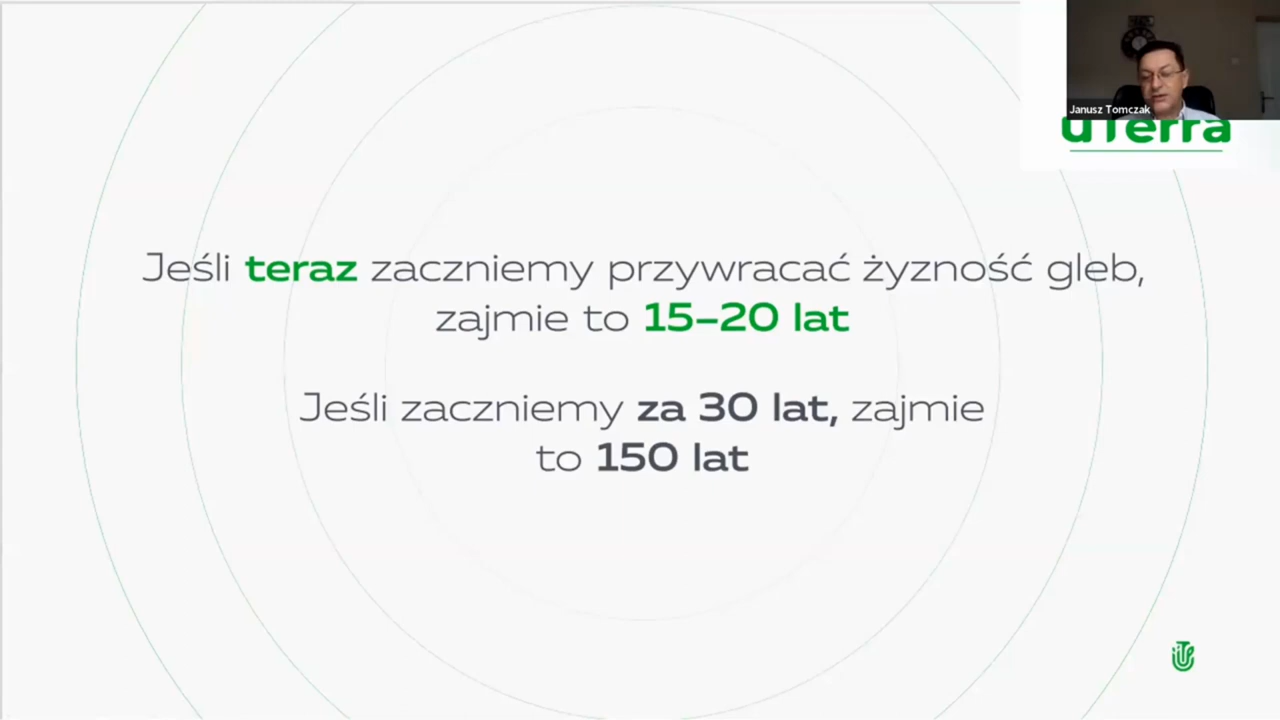 Janusz Tomczak
uTerra
Jeśli teraz zaczniemy przywracać żyzność gleb,
zajmie to 15–20 lat
Jeśli zaczniemy za 30 lat, zajmie
to 150 lat